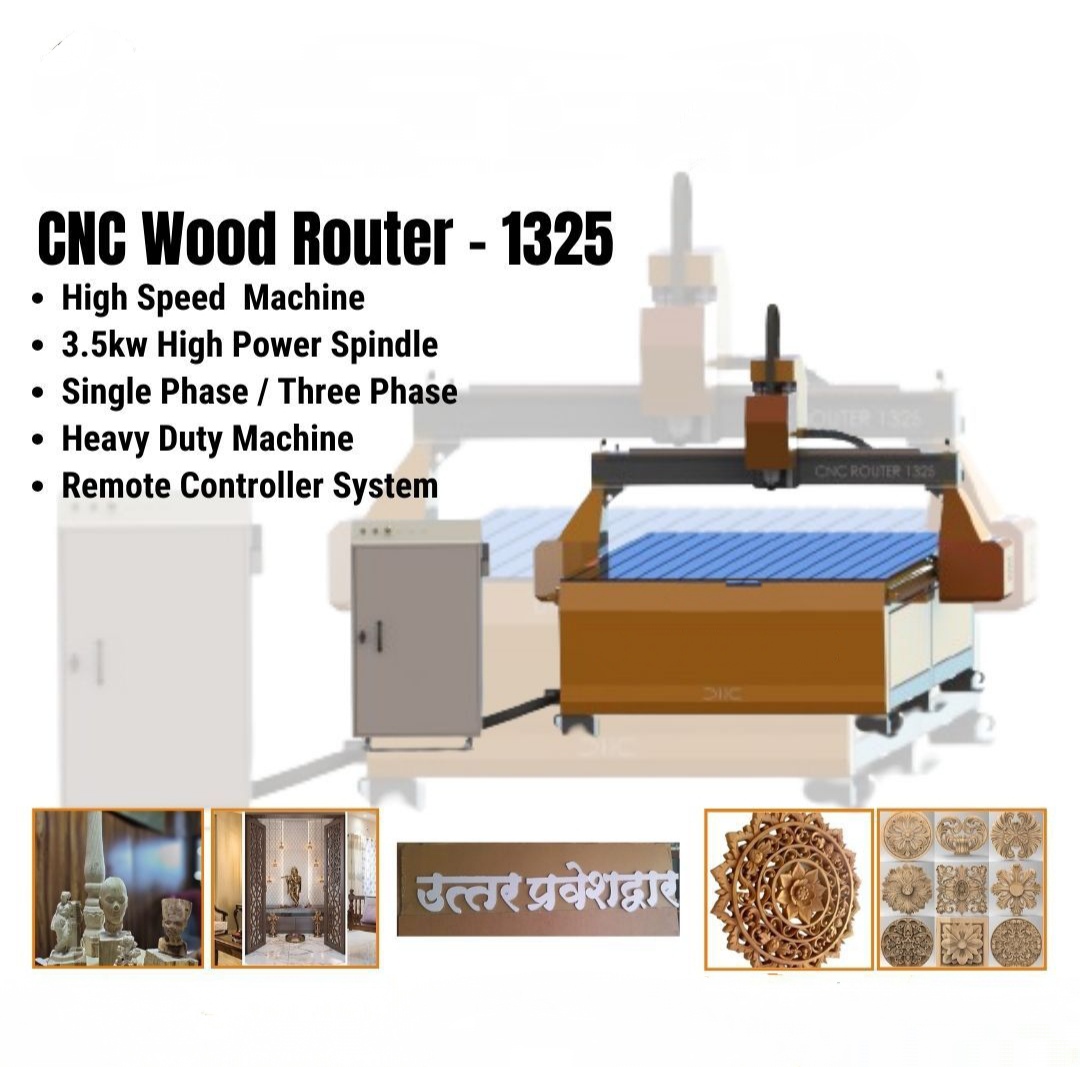 CNC Wood Router - 1325
• High Speed Machine
• 3.5kw High Power Spindle
• Single Phase / Three Phase
• Heavy Duty Machine
• Remote Controller System
ROUTER 1325
CNC ROUTER 1325
उत्तर प्रवेशद्वार